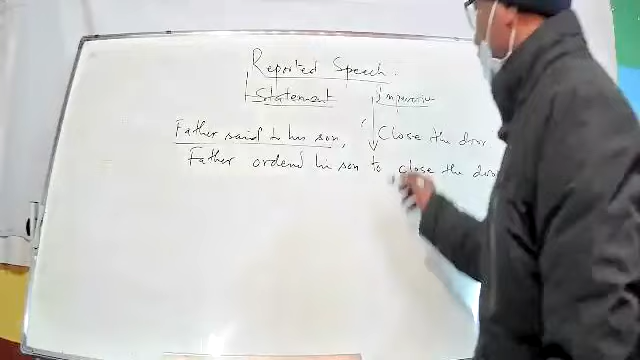 Reported Speech.
Statement Imperative
Father said to his son, "Close the door.
Father ordered his son to close the door